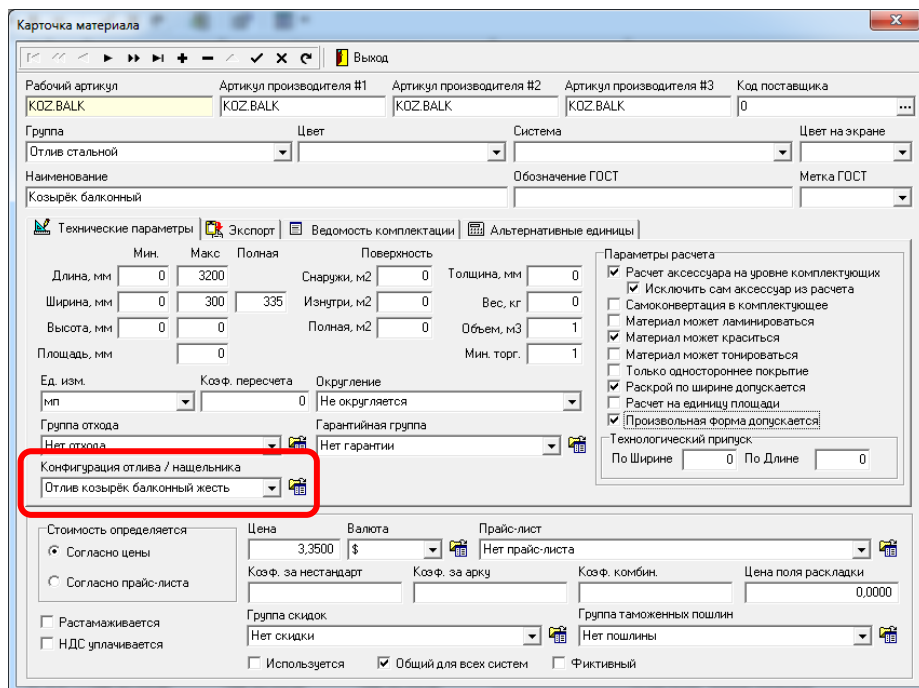 Карточка материала
Выход
Рабочий артикул Артикул производителя #1 Артикул производителя #2 Артикул производителя #3 Код поставщика
KOZ.BALK KOZ.BALK KOZ.BALK KOZ.BALK 0 ...
Группа Цвет Система Цвет на экране
Отлив стальной
Наименование Обозначение ГОСТ Метка ГОСТ
Козырёк балконный
Технические параметры Экспорт Ведомость комплектации Альтернативные единицы
Мин. Макс Полная Поверхность Параметры расчета
Длина, мм 0 3200 Снаружи, м2 0 Толщина, мм 0 Расчет аксессуара на уровне комплектующих
Исключить сам аксессуар из расчета
Ширина, мм 0 300 335 Изнутри, м2 0 Вес, кг 0 Самоконвертация в комплектующее
Высота, мм 0 0 Полная, м2 0 Объем, м3 1 Материал может ламинироваться
Материал может краситься
Площадь, мм 0 Мин. торг. 1 Материал может тонироваться
Только одностороннее покрытие
Ед. изм. Коэф. пересчета Округление Раскрой по ширине допускается
мп 0 Не округляется Расчет на единицу площади
Группа отхода Гарантийная группа Произвольная форма допускается
Нет отхода Нет гарантии Технологический припуск
По Ширине 0 По Длине 0
Конфигурация отлива / нащельника
Отлив козырёк балконный жесть
Стоимость определяется Цена Валюта Прайс-лист
Согласно цены 3,3500 $ Нет прайс-листа
Согласно прайс-листа Коэф. за нестандарт Коэф. за арку Коэф. комбин. Цена поля раскладки
0,0000
Растамаживается Группа скидок Группа таможенных пошлин
НДС уплачивается Нет скидки Нет пошлины
Используется Общий для всех систем Фиктивный